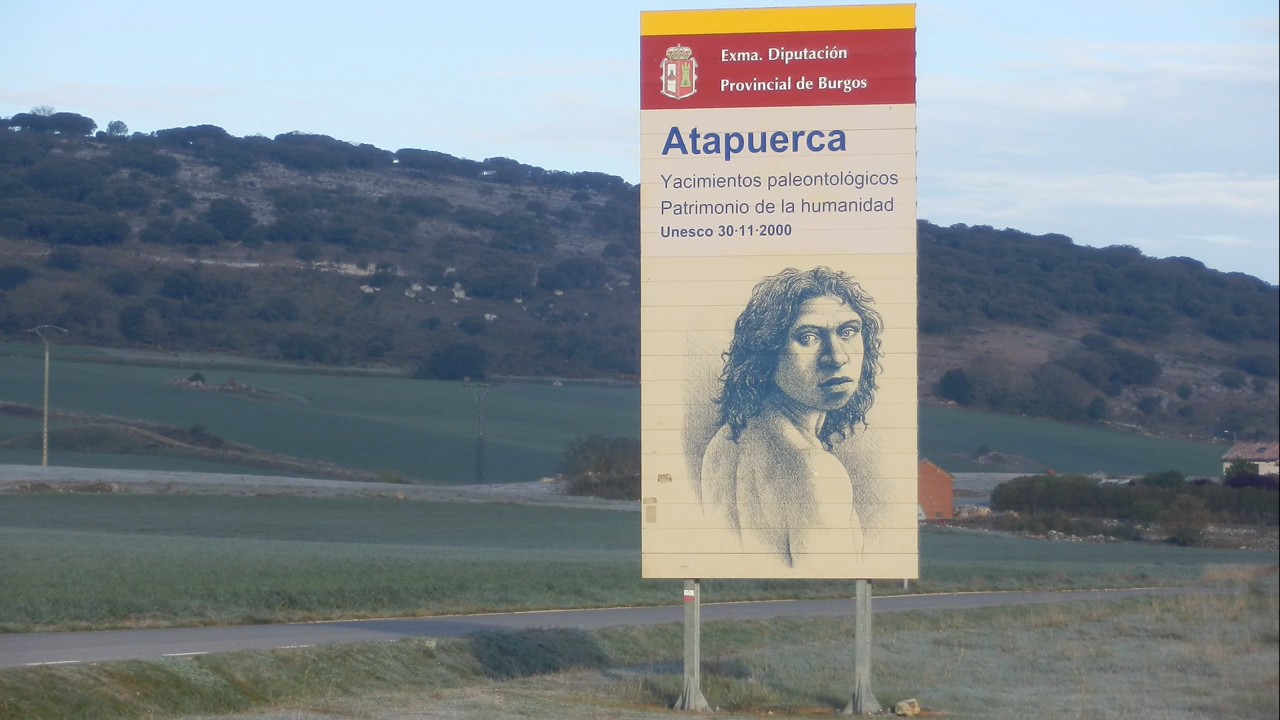 Exma. Diputación
Provincial de Burgos
Atapuerca
Yacimientos paleontológicos
Patrimonio de la humanidad
Unesco 30·11·2000